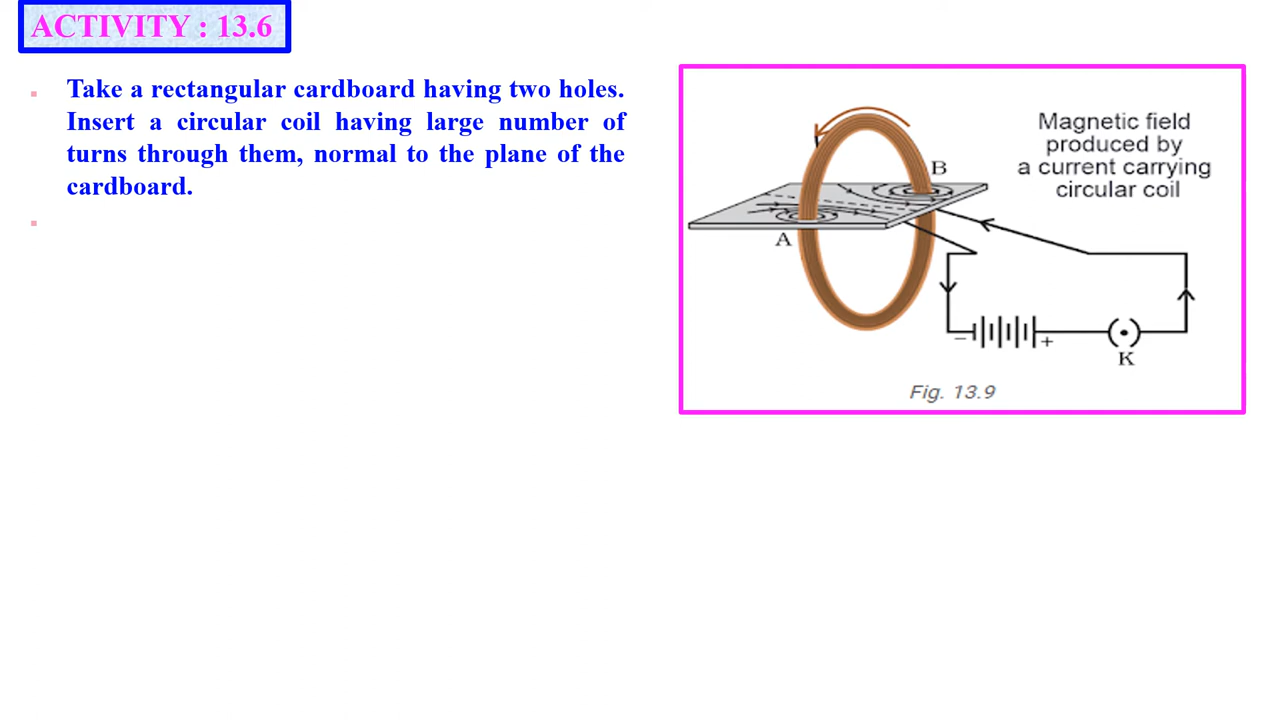 ACTIVITY : 13.6
Take a rectangular cardboard having two holes.
Insert a circular coil having large number of
turns through them, normal to the plane of the
cardboard.
Magnetic field
produced by
a current carrying
circular coil
B
A
− +
K
Fig. 13.9